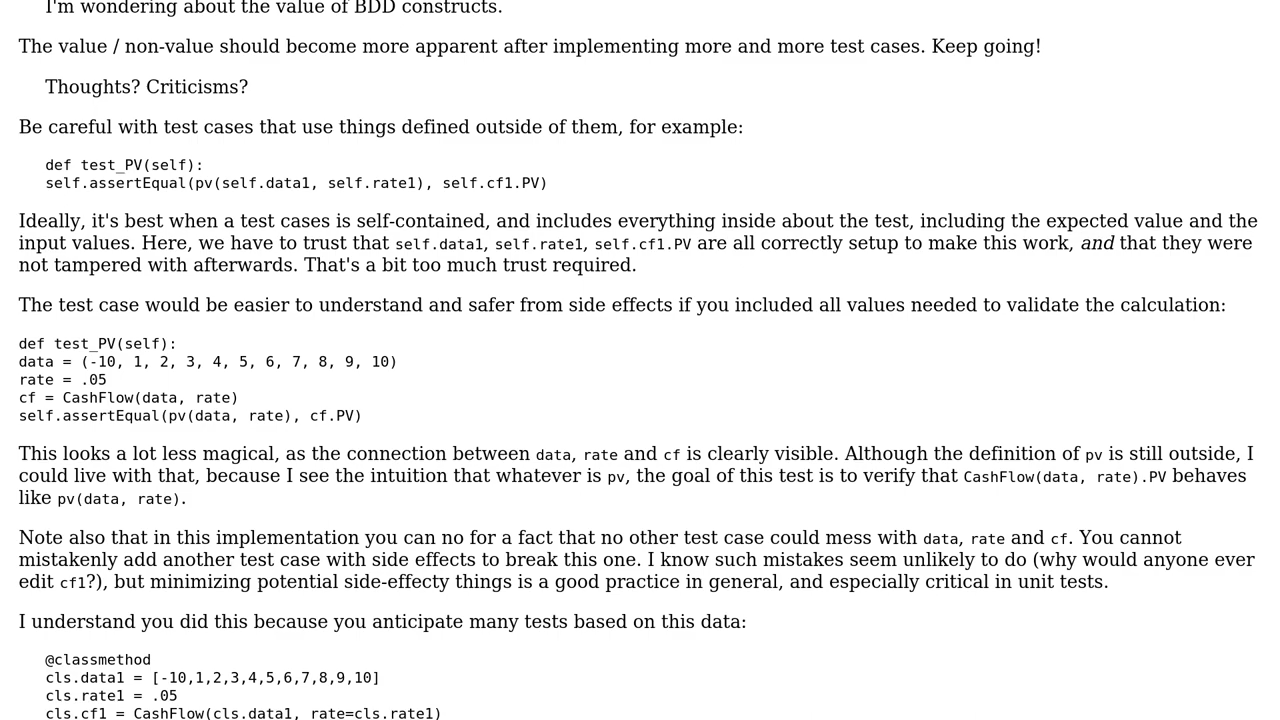 I'm wondering about the value of BDD constructs.
The value / non-value should become more apparent after implementing more and more test cases. Keep going!
Thoughts? Criticisms?
Be careful with test cases that use things defined outside of them, for example:
def test_PV(self):
self.assertEqual(pv(self.data1, self.rate1), self.cf1.PV)
Ideally, it's best when a test cases is self-contained, and includes everything inside about the test, including the expected value and the
input values. Here, we have to trust that self.data1, self.rate1, self.cf1.PV are all correctly setup to make this work, and that they were
not tampered with afterwards. That's a bit too much trust required.
The test case would be easier to understand and safer from side effects if you included all values needed to validate the calculation:
def test_PV(self):
data = (-10, 1, 2, 3, 4, 5, 6, 7, 8, 9, 10)
rate = .05
cf = CashFlow(data, rate)
self.assertEqual(pv(data, rate), cf.PV)
This looks a lot less magical, as the connection between data, rate and cf is clearly visible. Although the definition of pv is still outside, I
could live with that, because I see the intuition that whatever is pv, the goal of this test is to verify that CashFlow(data, rate).PV behaves
like pv(data, rate).
Note also that in this implementation you can no for a fact that no other test case could mess with data, rate and cf. You cannot
mistakenly add another test case with side effects to break this one. I know such mistakes seem unlikely to do (why would anyone ever
edit cf1?), but minimizing potential side-effecty things is a good practice in general, and especially critical in unit tests.
I understand you did this because you anticipate many tests based on this data:
@classmethod
cls.data1 = [-10,1,2,3,4,5,6,7,8,9,10]
cls.rate1 = .05
cls.cf1 = CashFlow(cls.data1, rate=cls.rate1)